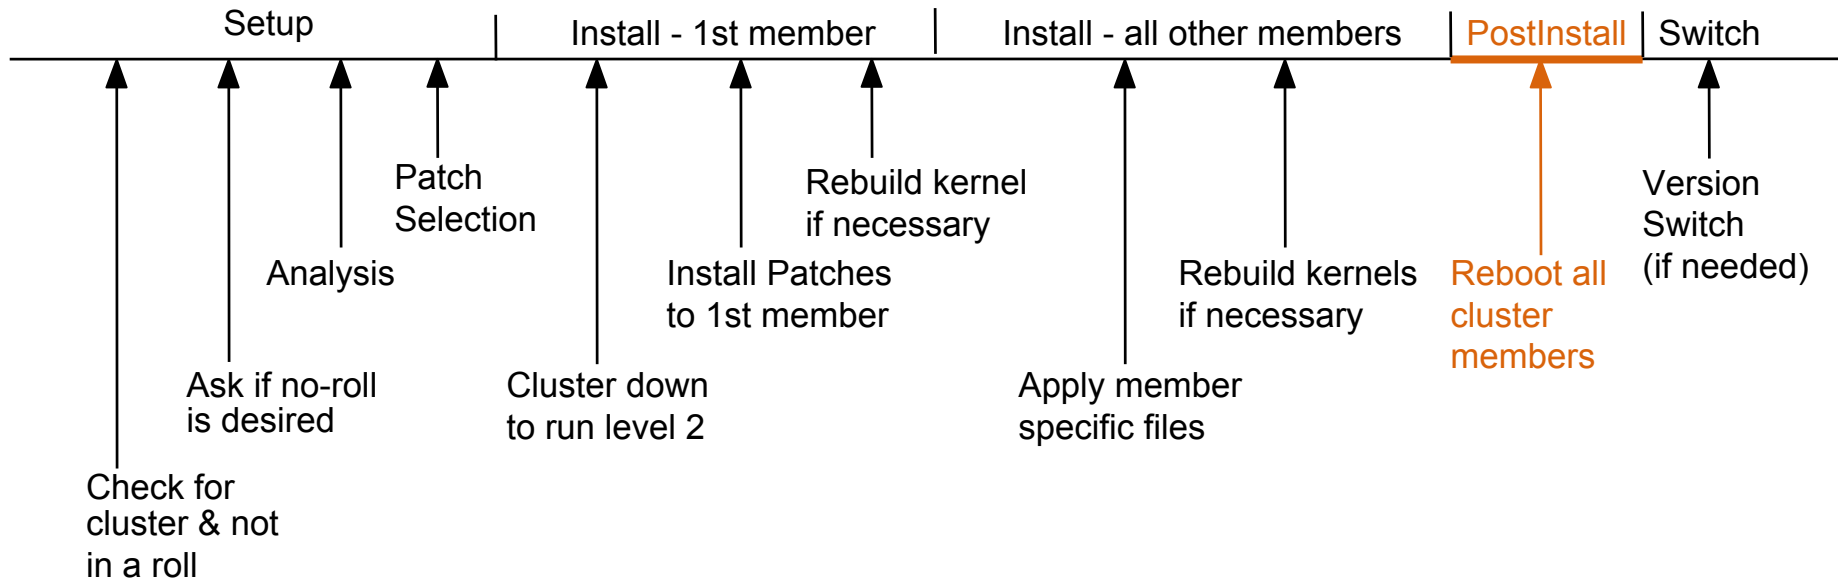 Setup
Install - 1st member
Install - all other members
PostInstall
Switch
Patch
Selection
Rebuild kernel
if necessary
Version
Switch
(if needed)
Analysis
Install Patches
to 1st member
Rebuild kernels
if necessary
Reboot all
cluster
members
Ask if no-roll
is desired
Cluster down
to run level 2
Apply member
specific files
Check for
cluster & not
in a roll